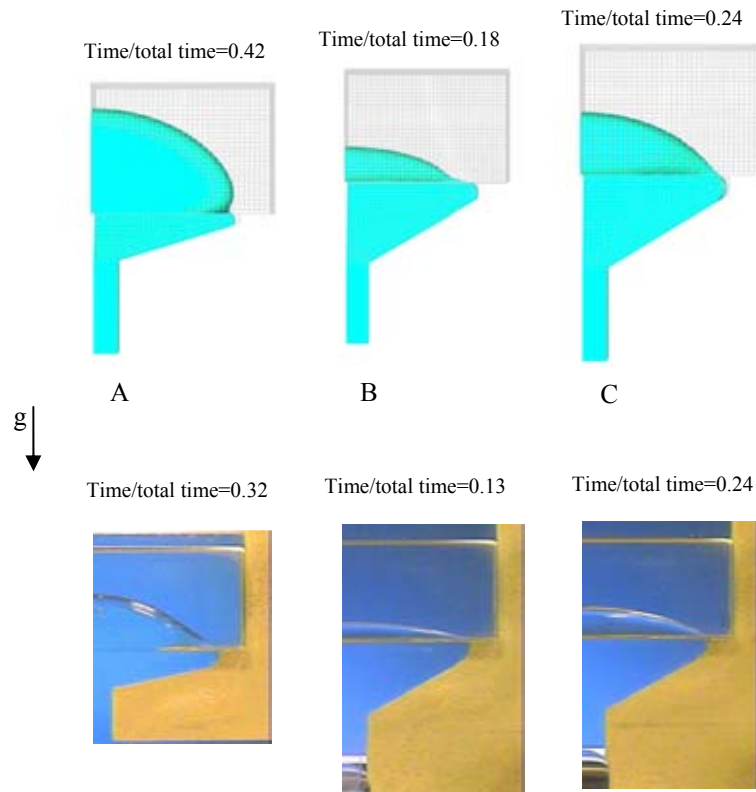 Time/total time=0.42
Time/total time=0.18
Time/total time=0.24
A
B
C
g
Time/total time=0.32
Time/total time=0.13
Time/total time=0.24